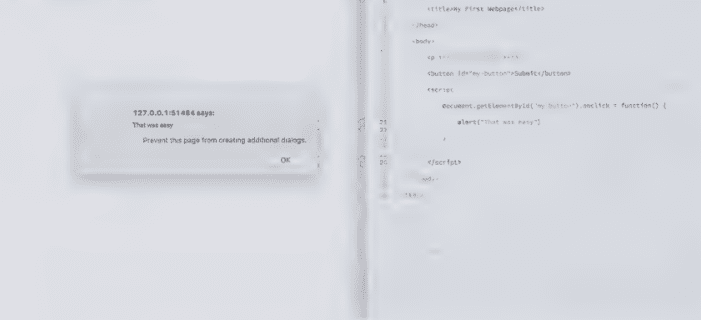 127.0.0.1:51484 says:
That was easy
Prevent this page from creating additional dialogs.
OK
<title>My First Webpage</title>
</head>
<body>
<p
<button id="my-button">Submit</button>
<script
document.getElementById("my-button").onclick = function() {
alert("That was easy")
}
</script>